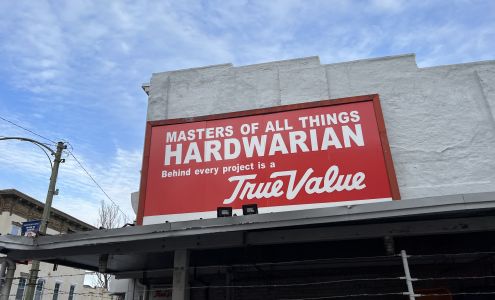 MASTERS OF ALL THINGS
HARDWARIAN
Behind every project is a
True Value